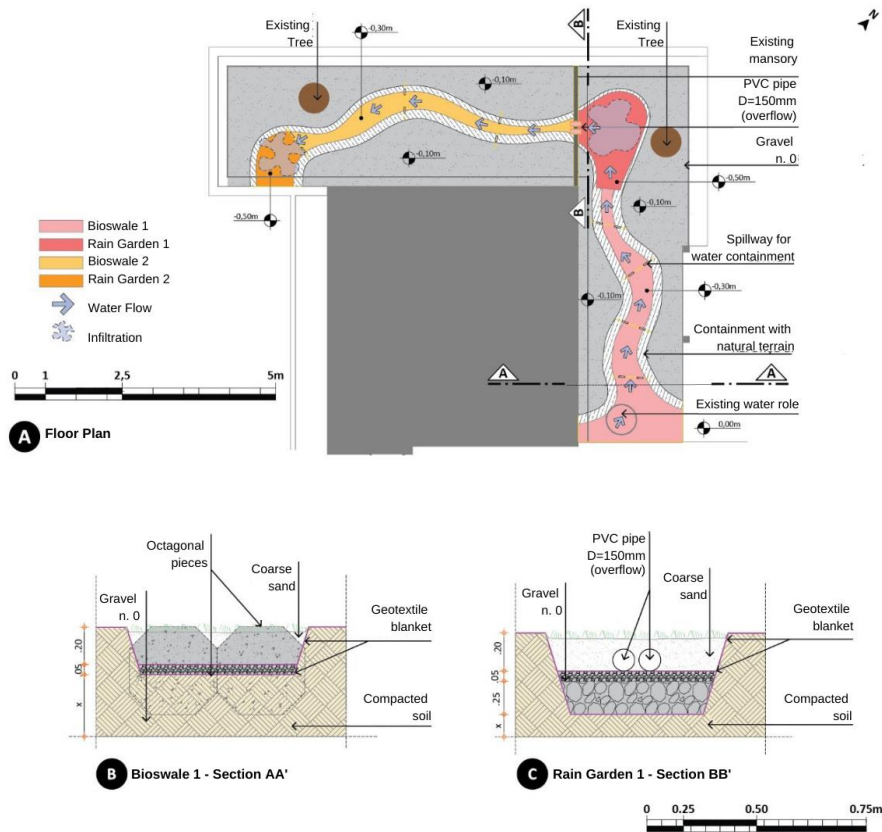 N
Existing
Tree
-0,30m
B
Existing
Tree
Existing
mansory
PVC pipe
D=150mm
(overflow)
Gravel
n. 0
-0,10m
-0,10m
-0,50m
-0,50m
-0,10m
B
Bioswale 1
Rain Garden 1
Bioswale 2
Rain Garden 2
Water Flow
Infiltration
Spillway for
water containment
-0,10m
-0,30m
Containment with
natural terrain
0 1 2,5 5m
A
A
Existing water role
0,00m
A Floor Plan
Octagonal
pieces
Coarse
sand
Gravel
n. 0
Geotextile
blanket
.20
.05
x
Compacted
soil
B Bioswale 1 - Section AA'
PVC pipe
D=150mm
(overflow)
Gravel
n. 0
Coarse
sand
Geotextile
blanket
.20
.05
.25
x
Compacted
soil
C Rain Garden 1 - Section BB'
0 0.25 0.50 0.75m